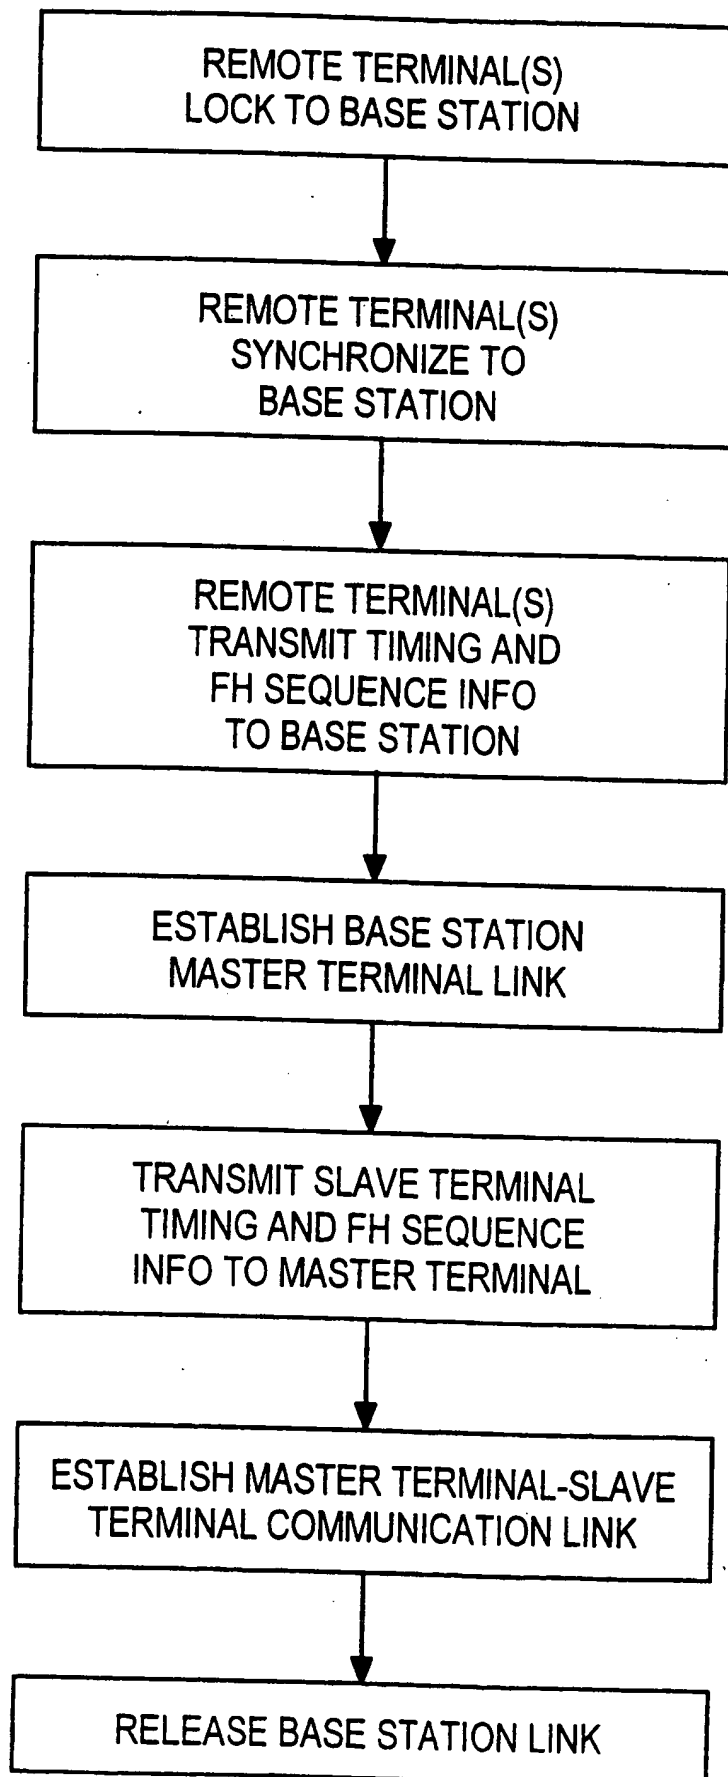 REMOTE TERMINAL(S)
LOCK TO BASE STATION
REMOTE TERMINAL(S)
SYNCHRONIZE TO
BASE STATION
REMOTE TERMINAL(S)
TRANSMIT TIMING AND
FH SEQUENCE INFO
TO BASE STATION
ESTABLISH BASE STATION
MASTER TERMINAL LINK
TRANSMIT SLAVE TERMINAL
TIMING AND FH SEQUENCE
INFO TO MASTER TERMINAL
ESTABLISH MASTER TERMINAL-SLAVE
TERMINAL COMMUNICATION LINK
RELEASE BASE STATION LINK